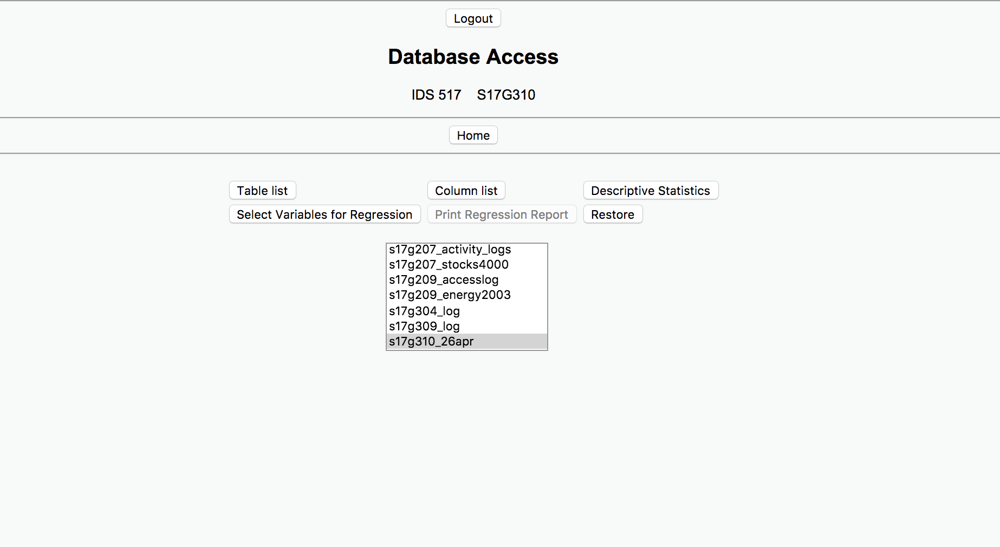 Logout
Database Access
IDS 517 S17G310
Home
Table list Column list Descriptive Statistics
Select Variables for Regression Print Regression Report Restore
s17g207_activity_logs
s17g207_stocks4000
s17g209_accesslog
s17g209_energy2003
s17g304_log
s17g309_log
s17g310_26apr